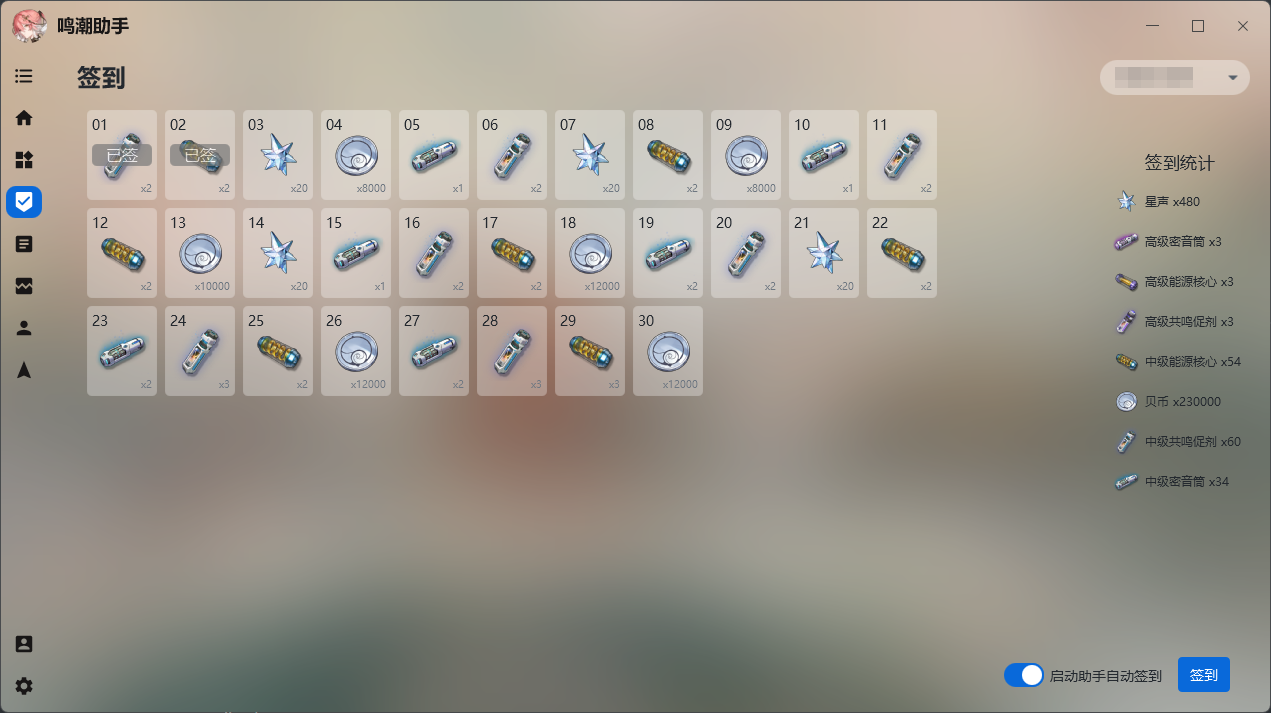 鸣潮助手
签到
01 02 03 04 05 06 07 08 09 10 11
已签 已签
x2 x2 x20 x8000 x1 x2 x20 x2 x8000 x1 x2
12 13 14 15 16 17 18 19 20 21 22
x2 x10000 x20 x1 x2 x2 x12000 x2 x2 x20 x2
23 24 25 26 27 28 29 30
x2 x3 x2 x12000 x2 x3 x3 x12000
签到统计
星声 x480
高级密音筒 x3
高级能源核心 x3
高级共鸣促剂 x3
中级能源核心 x54
贝币 x230000
中级共鸣促剂 x60
中级密音筒 x34
启动助手自动签到 签到